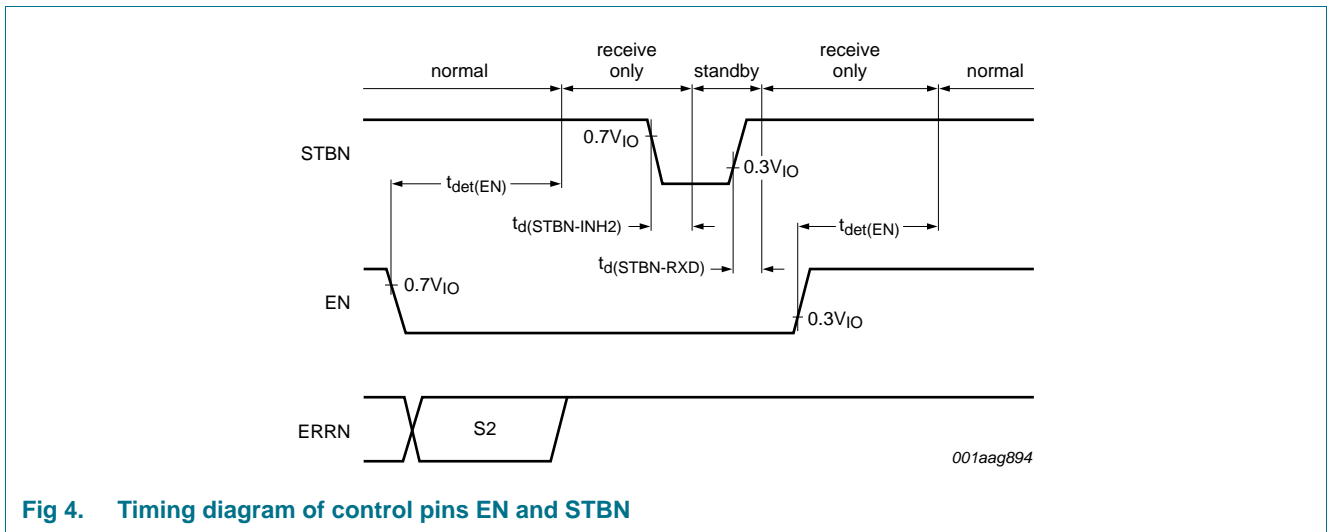 receive
only
receive
only
normal
standby
normal
STBN
0.7VIO
0.3VIO
tdet(EN)
td(STBN-INH2)
tdet(EN)
td(STBN-RXD)
EN
0.7VIO
0.3VIO
ERRN
S2
001aag894
Fig 4. Timing diagram of control pins EN and STBN